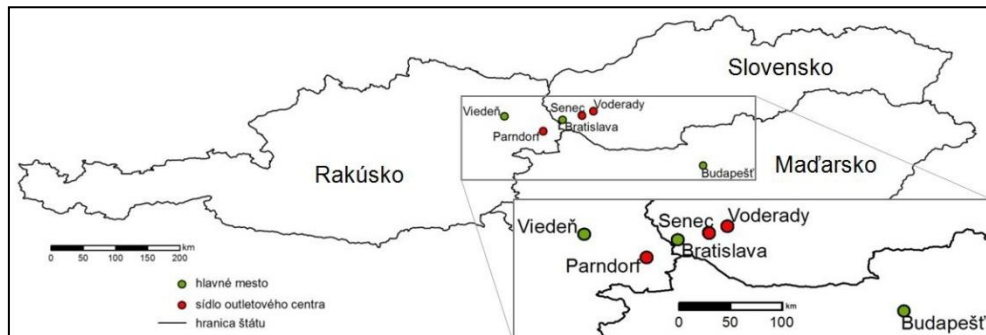 Slovensko
Viedeň
Senec
Voderady
Bratislava
Parndorf
Rakúsko
Maďarsko
Budapešť
km
0 50 100 150 200
hlavné mesto
sídlo outletového centra
hranica štátu
Viedeň
Senec
Voderady
Bratislava
Parndorf
km
0 50 100
Budapešť